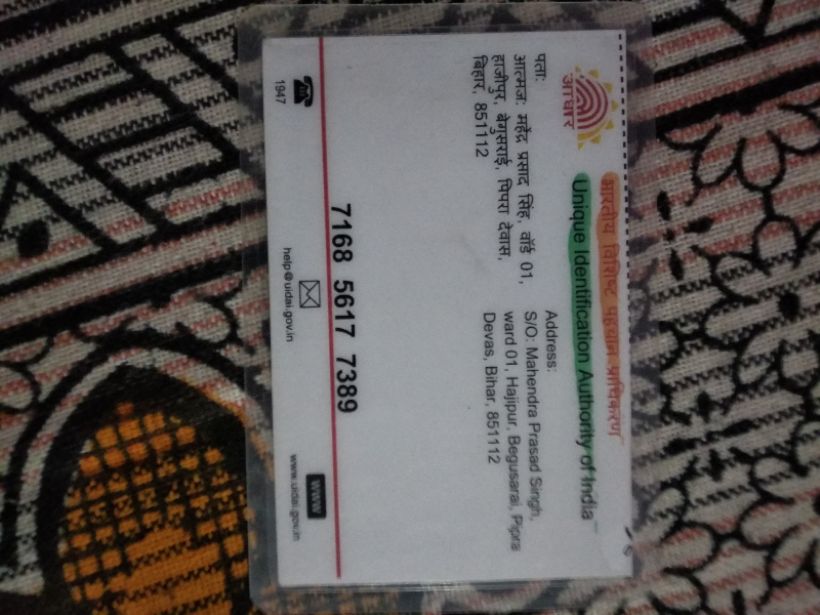 आधार
भारतीय विशिष्ट पहचान प्राधिकरण
Unique Identification Authority of India
पता:
आत्मज: महेंद्र प्रसाद सिंह, वॉर्ड 01,
हाजीपुर, बेगुसराई, पिपरा देवास,
बिहार, 851112
Address:
S/O: Mahendra Prasad Singh,
ward 01, Hajipur, Begusarai, Pipra
Devas, Bihar, 851112
7168 5617 7389
1947
help@uidai.gov.in
www
www.uidai.gov.in